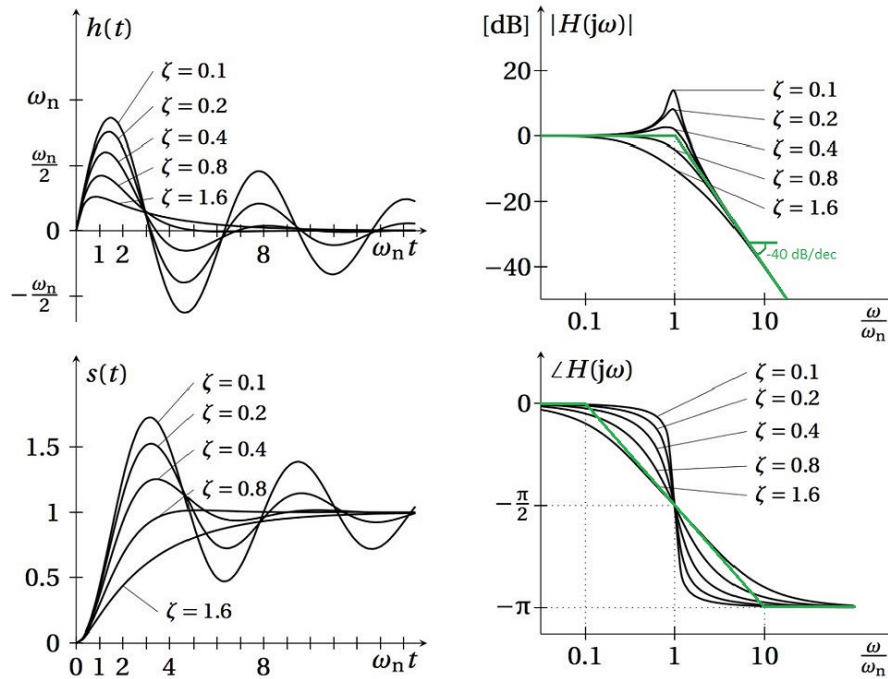 h(t)
ωn
ωn/2
0
−ωn/2
ζ = 0.1
ζ = 0.2
ζ = 0.4
ζ = 0.8
ζ = 1.6
1 2 8 ωn t
[dB] |H(jω)|
20
0
−20
−40
ζ = 0.1
ζ = 0.2
ζ = 0.4
ζ = 0.8
ζ = 1.6
-40 dB/dec
0.1 1 10 ω/ωn
s(t)
1.5
1
0.5
0
ζ = 0.1
ζ = 0.2
ζ = 0.4
ζ = 0.8
ζ = 1.6
0 1 2 4 8 ωn t
∠H(jω)
0
−π/2
−π
ζ = 0.1
ζ = 0.2
ζ = 0.4
ζ = 0.8
ζ = 1.6
0.1 1 10 ω/ωn